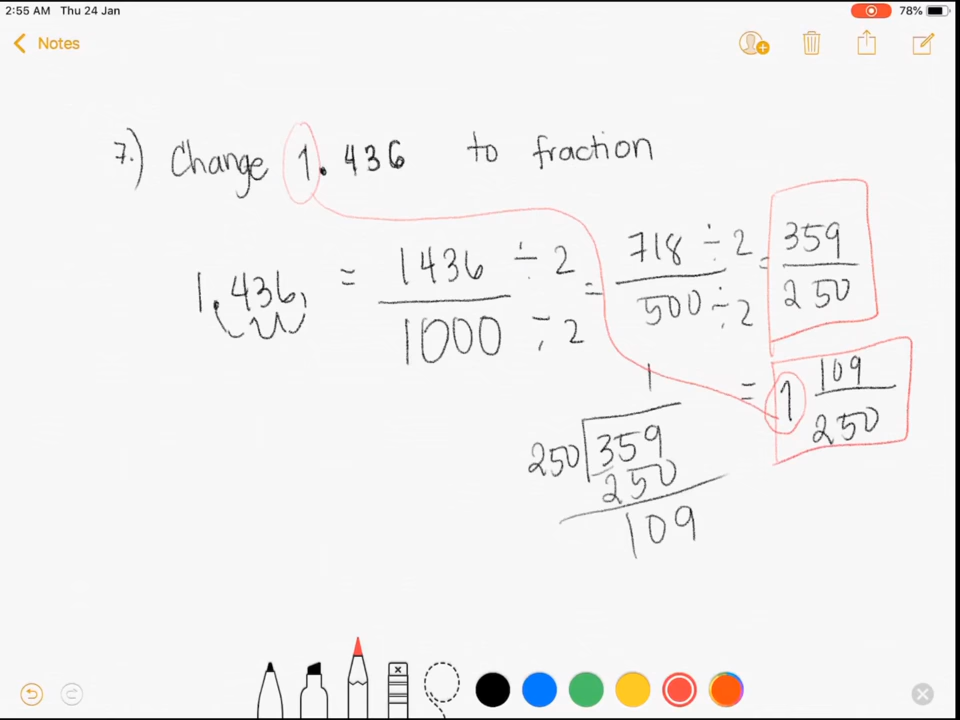 2:55 AM Thu 24 Jan 78%
Notes
7.) Change 1.436 to fraction
1.436, = 1436 ÷ 2 / 1000 ÷ 2 = 718 ÷ 2 / 500 ÷ 2 = 359 / 250
= 1 109 / 250
1
250 359
250
109